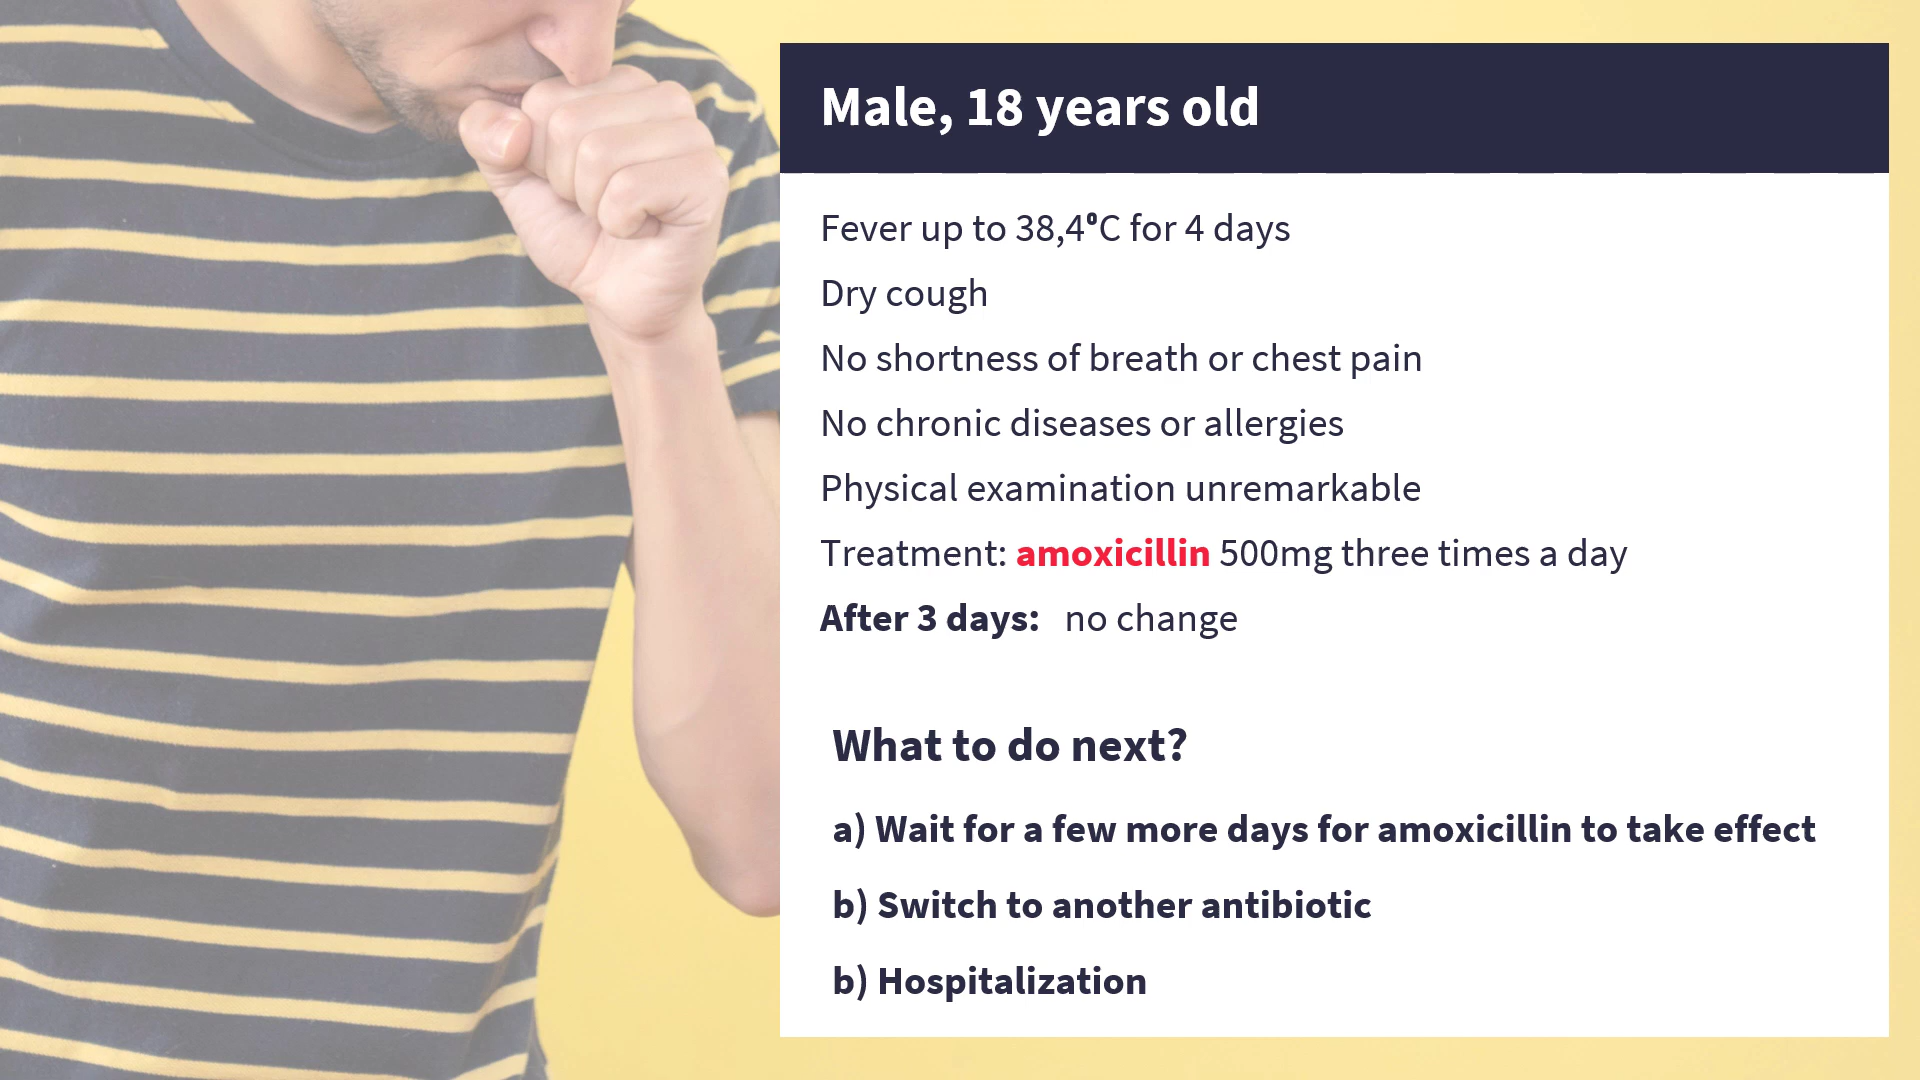 Male, 18 years old
Fever up to 38,4⁰C for 4 days
Dry cough
No shortness of breath or chest pain
No chronic diseases or allergies
Physical examination unremarkable
Treatment: amoxicillin 500mg three times a day
After 3 days: no change
What to do next?
a) Wait for a few more days for amoxicillin to take effect
b) Switch to another antibiotic
b) Hospitalization